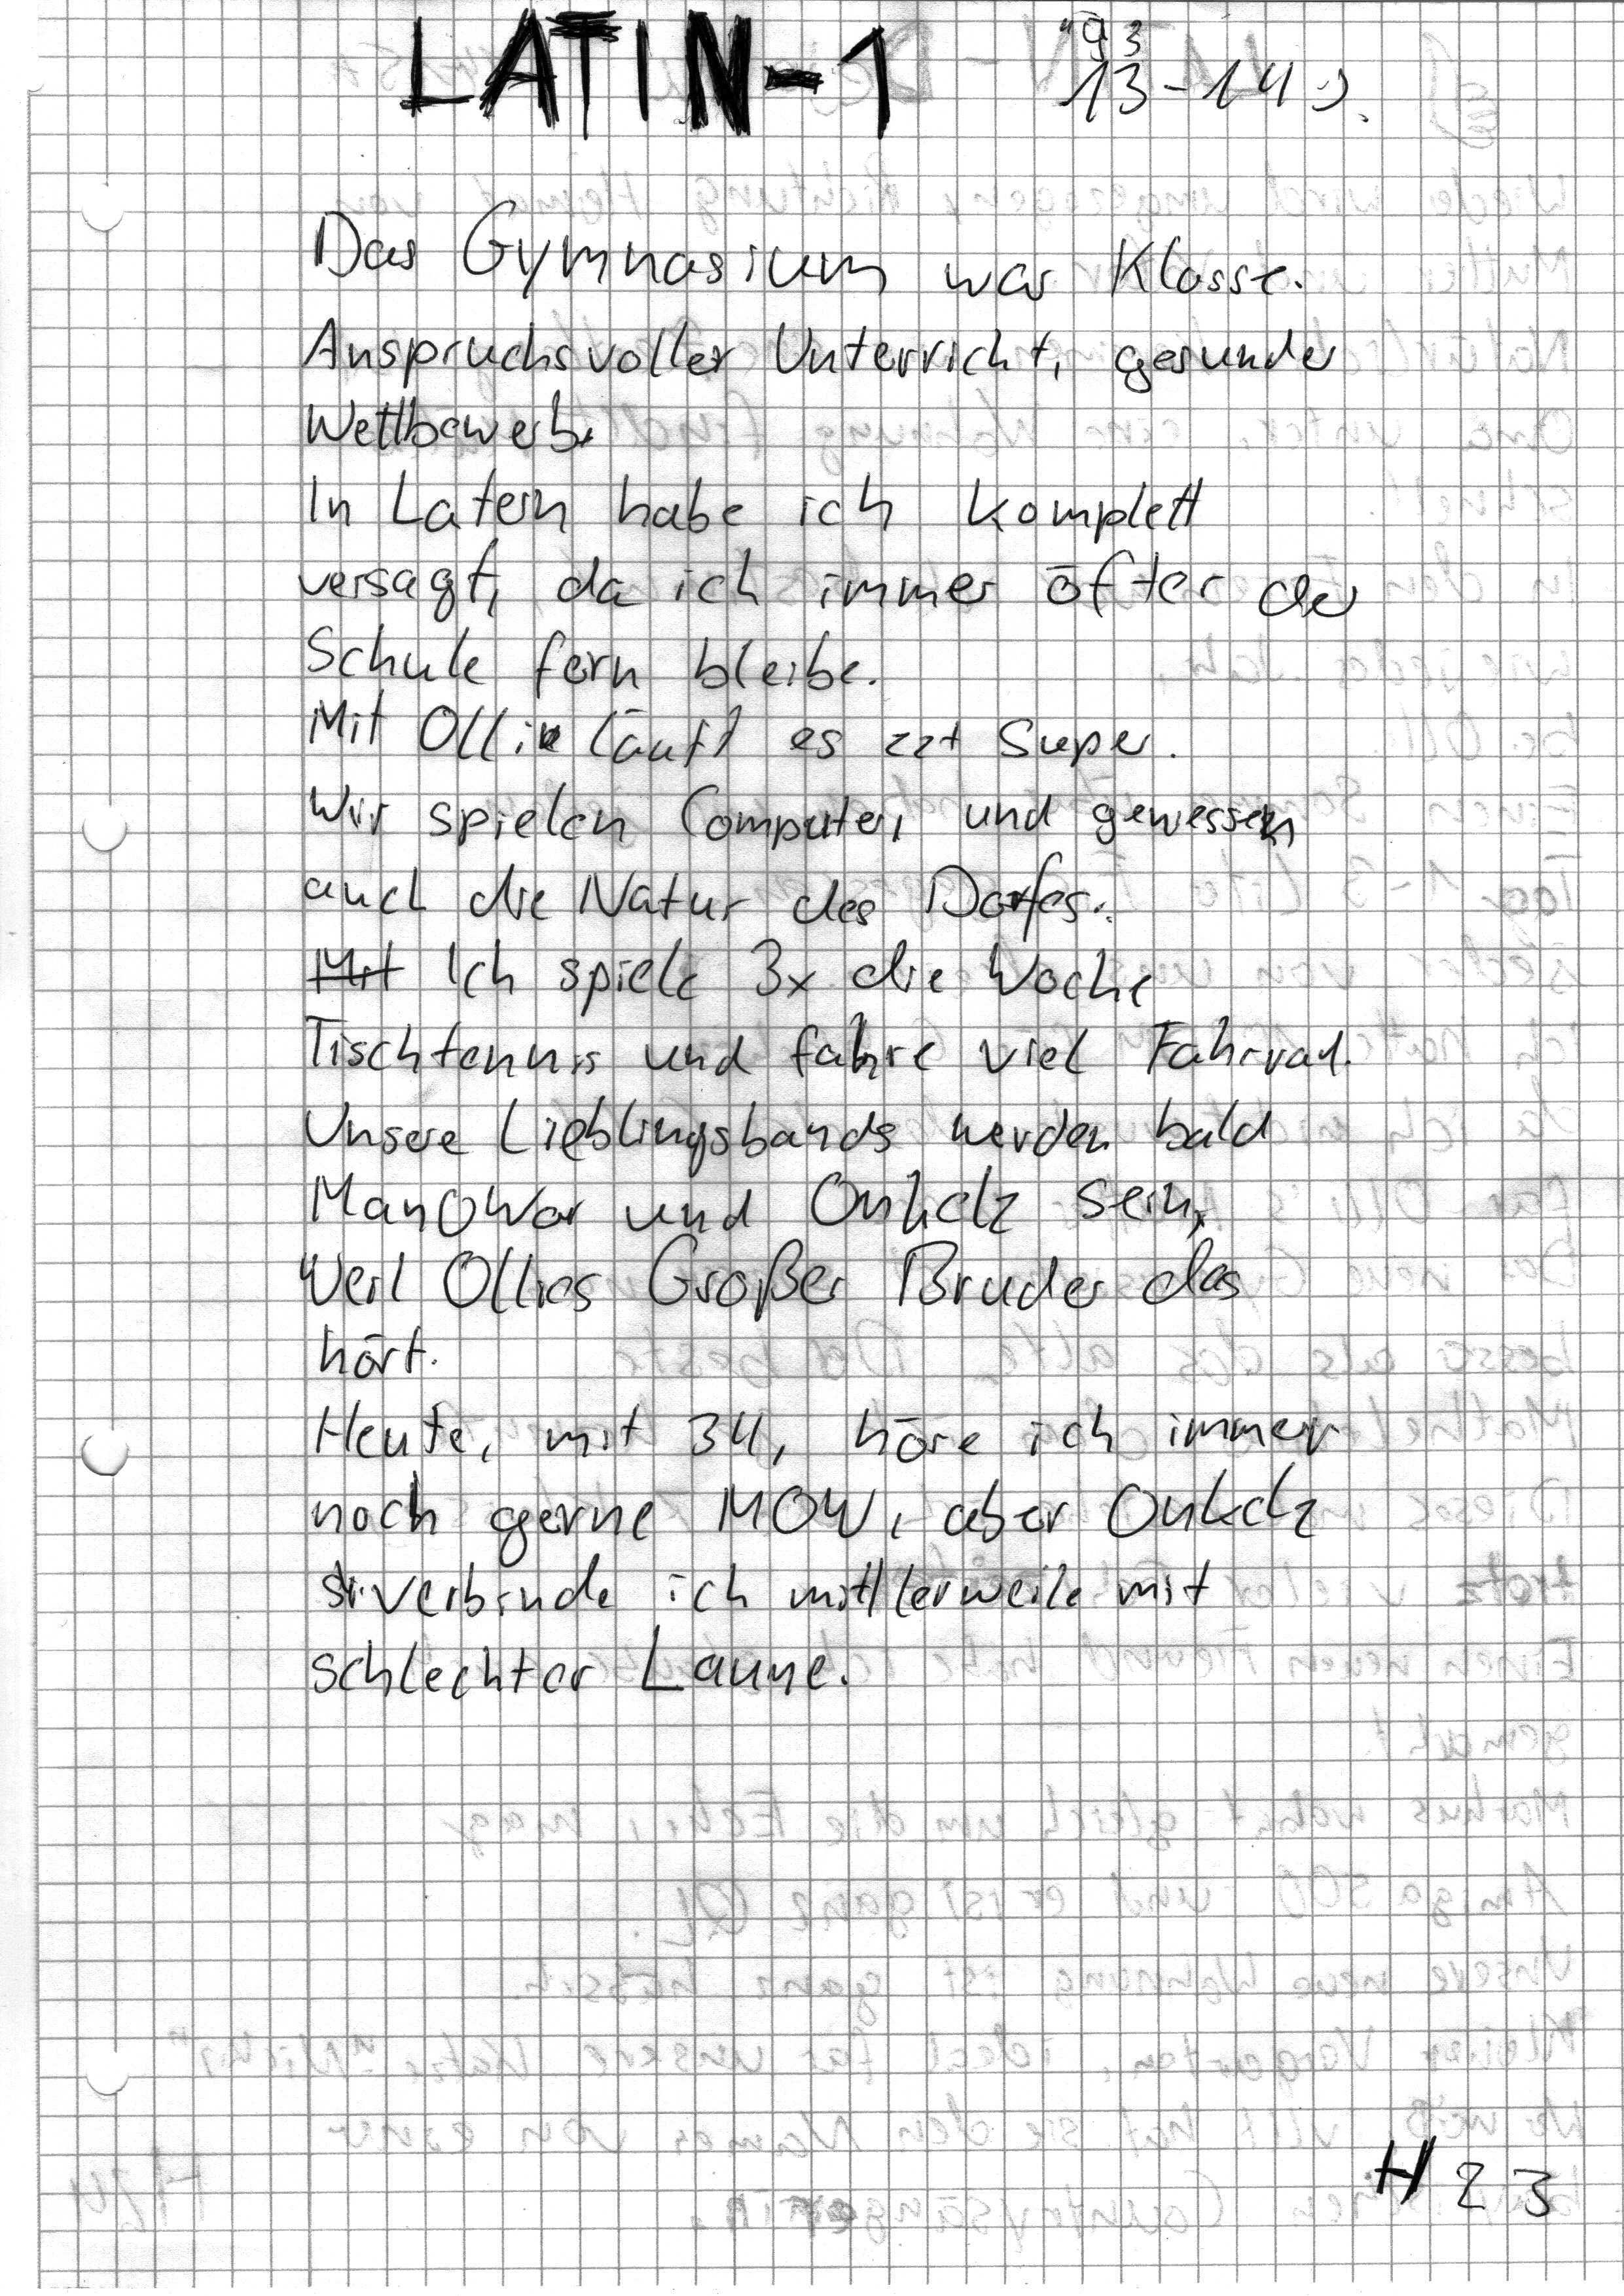 LATIN-1
'93
13-14 J.
Das Gymnasium war Klasse.
Anspruchsvoller Unterricht, gesunder
Wettbewerb.
In Latein habe ich komplett
versagt, da ich immer öfter der
Schule fern bleibe.
Mit Olli läuft es zzt super.
Wir spielen Computer, und
auch die Natur des Dorfes.
Mit Ich spiele 3x die Woche
Tischtennis und fahre viel Fahrrad.
Unsere Lieblingsbands werden bald
ManOWar und Onkelz sein,
Weil Ollies Großer Bruder das
hört.
Heute, mit 34, höre ich immer
noch gerne MOW, aber Onkelz
verbinde ich mittlerweile mit
schlechter Laune.
H23